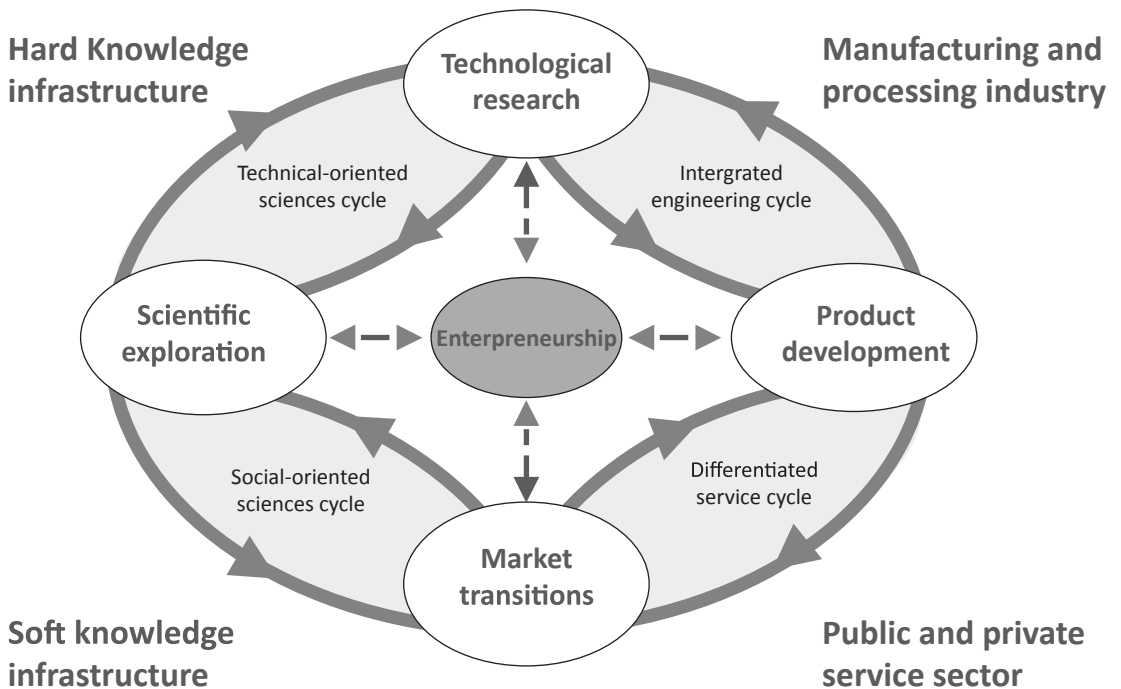 Hard Knowledge
infrastructure
Technological
research
Manufacturing and
processing industry
Technical-oriented
sciences cycle
Intergrated
engineering cycle
Scientific
exploration
Enterpreneurship
Product
development
Social-oriented
sciences cycle
Differentiated
service cycle
Market
transitions
Soft knowledge
infrastructure
Public and private
service sector